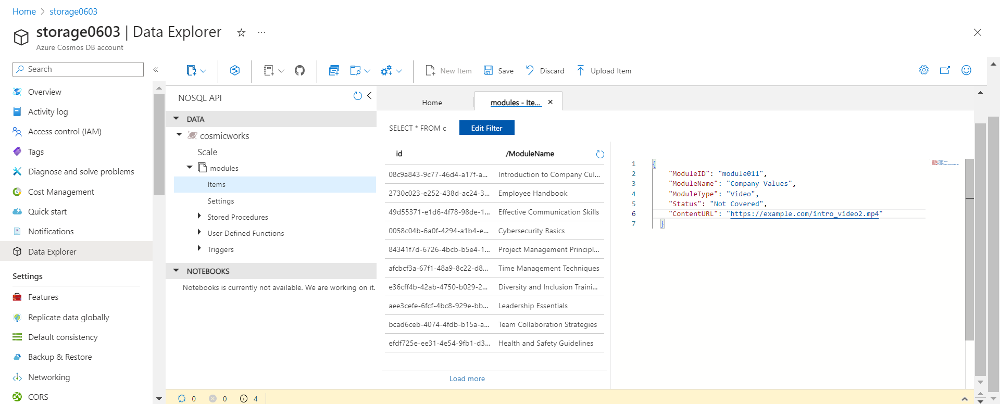 Home > storage0603
storage0603 | Data Explorer
Azure Cosmos DB account
Search
Overview
Activity log
Access control (IAM)
Tags
Diagnose and solve problems
Cost Management
Quick start
Notifications
Data Explorer
Settings
Features
Replicate data globally
Default consistency
Backup & Restore
Networking
CORS
New Item
Save
Discard
Upload Item
NOSQL API
DATA
cosmicworks
Scale
modules
Items
Settings
Stored Procedures
User Defined Functions
Triggers
NOTEBOOKS
Notebooks is currently not available. We are working on it.
Home
modules - Ite...
SELECT * FROM c
Edit Filter
id /ModuleName
08c9a843-9c77-46d4-a17f-a... Introduction to Company Cul...
2730c023-e252-438d-ac24-3... Employee Handbook
49d55371-e1d6-4f78-98de-1... Effective Communication Skills
0058c04b-6a0f-4294-a1b4-e... Cybersecurity Basics
84341f7d-6726-4bcb-b5e4-1... Project Management Principl...
afcbcf3a-67f1-48a9-8c22-d8... Time Management Techniques
e36cff4b-42ab-4750-b029-2... Diversity and Inclusion Traini...
aee3cefe-6fcf-4bc8-929e-bb... Leadership Essentials
bcad6ceb-4074-4fdb-b15a-a... Team Collaboration Strategies
efdf725e-ee31-4e54-9fb1-d3... Health and Safety Guidelines
Load more
1 {
2 "ModuleID": "module011",
3 "ModuleName": "Company Values",
4 "ModuleType": "Video",
5 "Status": "Not Covered",
6 "ContentURL": "https://example.com/intro_video2.mp4"
7 }
0 0 4